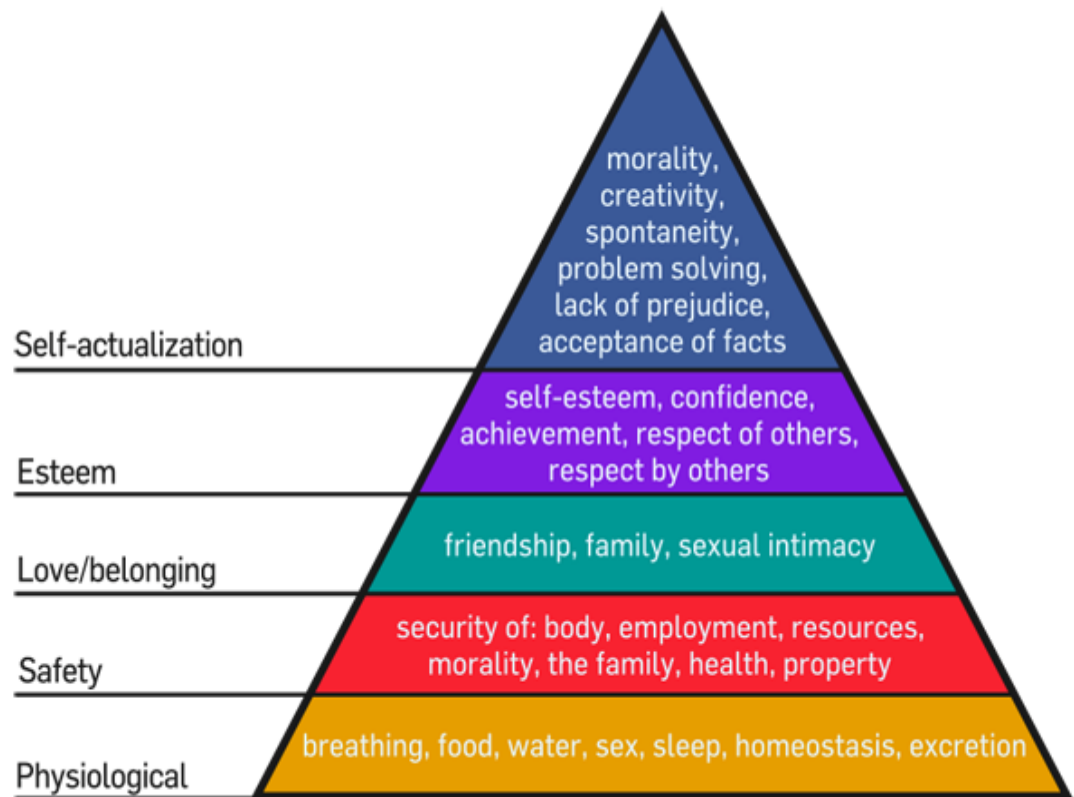 morality,
creativity,
spontaneity,
problem solving,
lack of prejudice,
acceptance of facts
Self-actualization
self-esteem, confidence,
achievement, respect of others,
respect by others
Esteem
friendship, family, sexual intimacy
Love/belonging
security of: body, employment, resources,
morality, the family, health, property
Safety
breathing, food, water, sex, sleep, homeostasis, excretion
Physiological